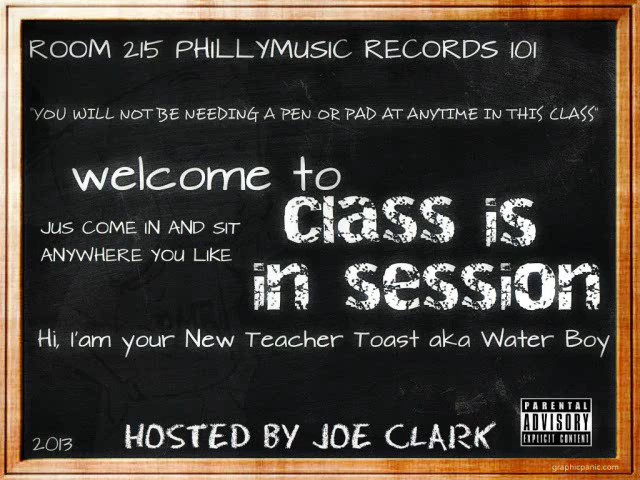 ROOM 215 PHILLYMUSIC RECORDS 101
"YOU WILL NOT BE NEEDING A PEN OR PAD AT ANYTIME IN THIS CLASS"
welcome to
class is
in session
JUS COME IN AND SIT
ANYWHERE YOU LIKE
Hi, I'am your New Teacher Toast aka Water Boy
2013
HOSTED BY JOE CLARK
PARENTAL
ADVISORY
EXPLICIT CONTENT
graphicpanic.com